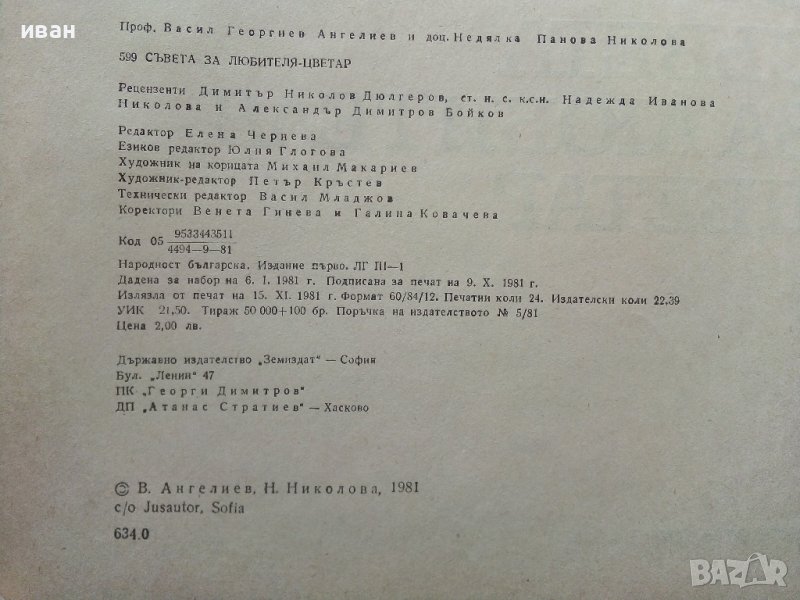 иван
Проф. Васил Георгиев Ангелиев и доц. Недялка Панова Николова
599 СЪВЕТА ЗА ЛЮБИТЕЛЯ-ЦВЕТАР
Рецензенти Димитър Николов Дюлгеров, ст. н. с. к.с.н. Надежда Иванова
Николова и Александър Димитров Бойков
Редактор Елена Чернева
Езиков редактор Юлия Глогова
Художник на корицата Михаил Макариев
Художник-редактор Петър Кръстев
Технически редактор Васил Младжов
Коректори Венета Гинева и Галина Ковачева
9533443511
Код 05
4494—9—81
Народност българска. Издание първо. ЛГ III—1
Дадена за набор на 6. I. 1981 г. Подписана за печат на 9. X. 1981 г.
Излязла от печат на 15. XI. 1981 г. Формат 60/84/12. Печатни коли 24. Издателски коли 22,39
УИК 21,50. Тираж 50 000+100 бр. Поръчка на издателството № 5/81
Цена 2,00 лв.
Държавно издателство „Земиздат“ — София
Бул. „Ленин“ 47
ПК „Георги Димитров“
ДП „Атанас Стратиев“ — Хасково
© В. Ангелиев, Н. Николова, 1981
c/o Jusautor, Sofia
634.0
BAZAR